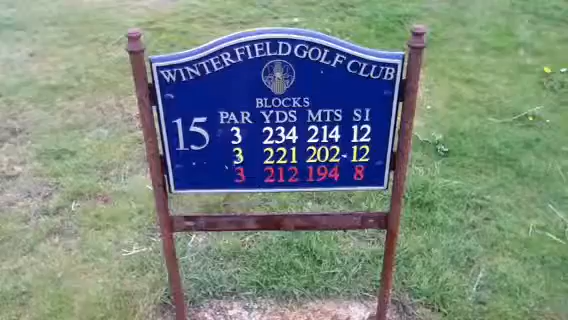 WINTERFIELD GOLF CLUB
BLOCKS
PAR YDS MTS SI
15
3 234 214 12
3 221 202 12
3 212 194 8